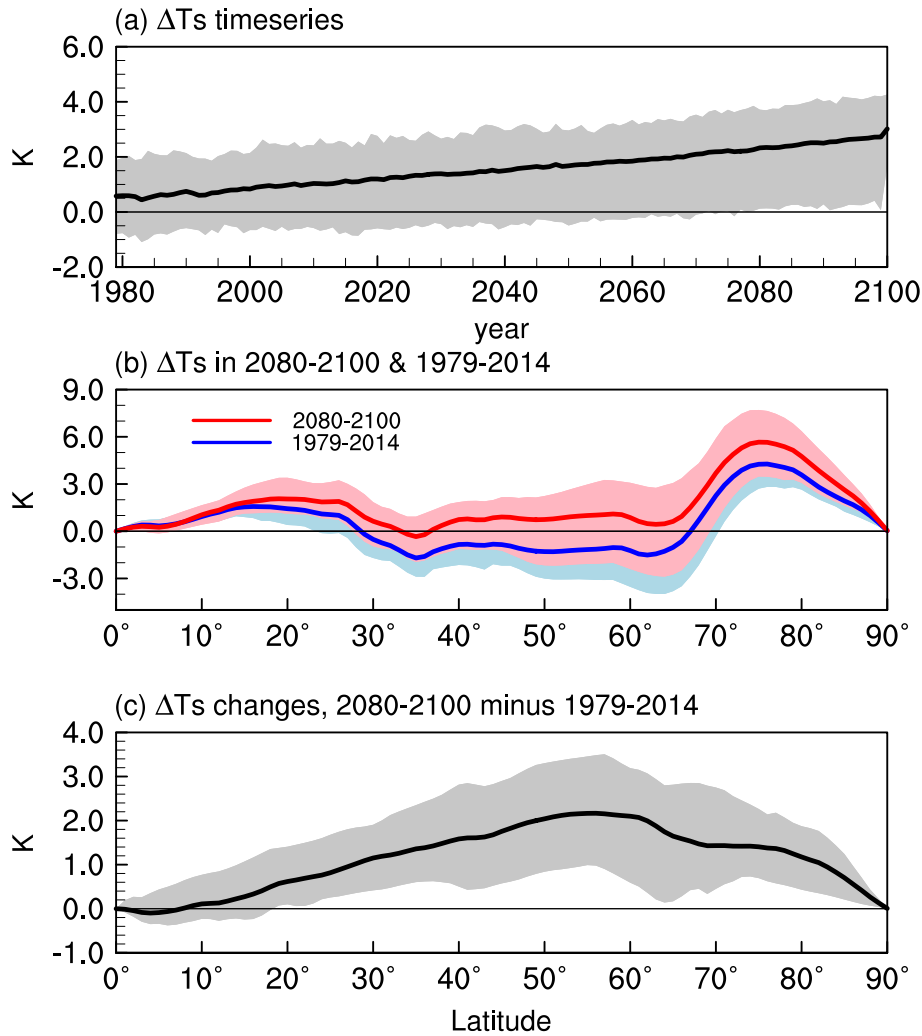 (a) ΔTs timeseries
6.0
4.0
2.0
0.0
-2.0
K
1980 2000 2020 2040 2060 2080 2100
year
(b) ΔTs in 2080-2100 & 1979-2014
9.0
6.0
3.0
0.0
-3.0
K
2080-2100
1979-2014
0° 10° 20° 30° 40° 50° 60° 70° 80° 90°
(c) ΔTs changes, 2080-2100 minus 1979-2014
4.0
3.0
2.0
1.0
0.0
-1.0
K
0° 10° 20° 30° 40° 50° 60° 70° 80° 90°
Latitude